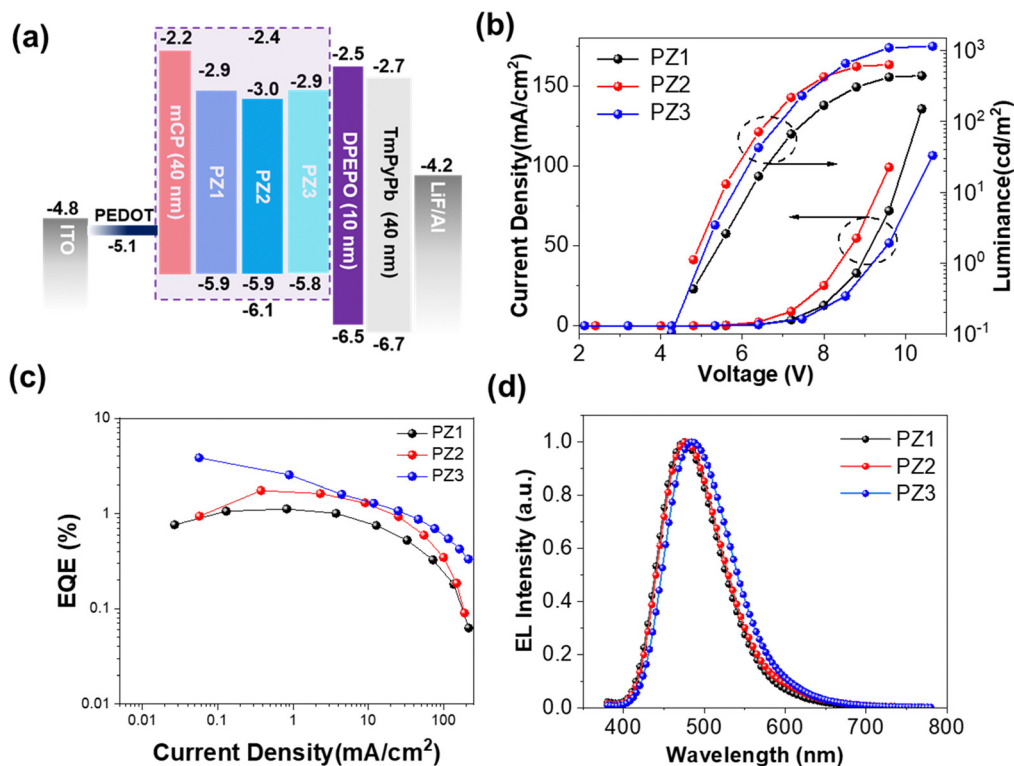 (a)
-2.2
-2.4
-2.9
-3.0
-2.9
-2.5
-2.7
-4.2
-4.8
PEDOT
-5.1
ITO
mCP (40 nm)
PZ1
PZ2
PZ3
DPEPO (10 nm)
TmPyPb (40 nm)
LiF/Al
-5.9
-5.9
-5.8
-6.1
-6.5
-6.7
(b)
PZ1
PZ2
PZ3
Current Density(mA/cm²)
150
100
50
0
Luminance(cd/m²)
10³
10²
10¹
10⁰
10⁻¹
2
4
6
8
10
Voltage (V)
(c)
PZ1
PZ2
PZ3
EQE (%)
10
1
0.1
0.01
0.01
0.1
1
10
100
Current Density(mA/cm²)
(d)
PZ1
PZ2
PZ3
EL Intensity (a.u.)
1.0
0.8
0.6
0.4
0.2
0.0
400
500
600
700
800
Wavelength (nm)